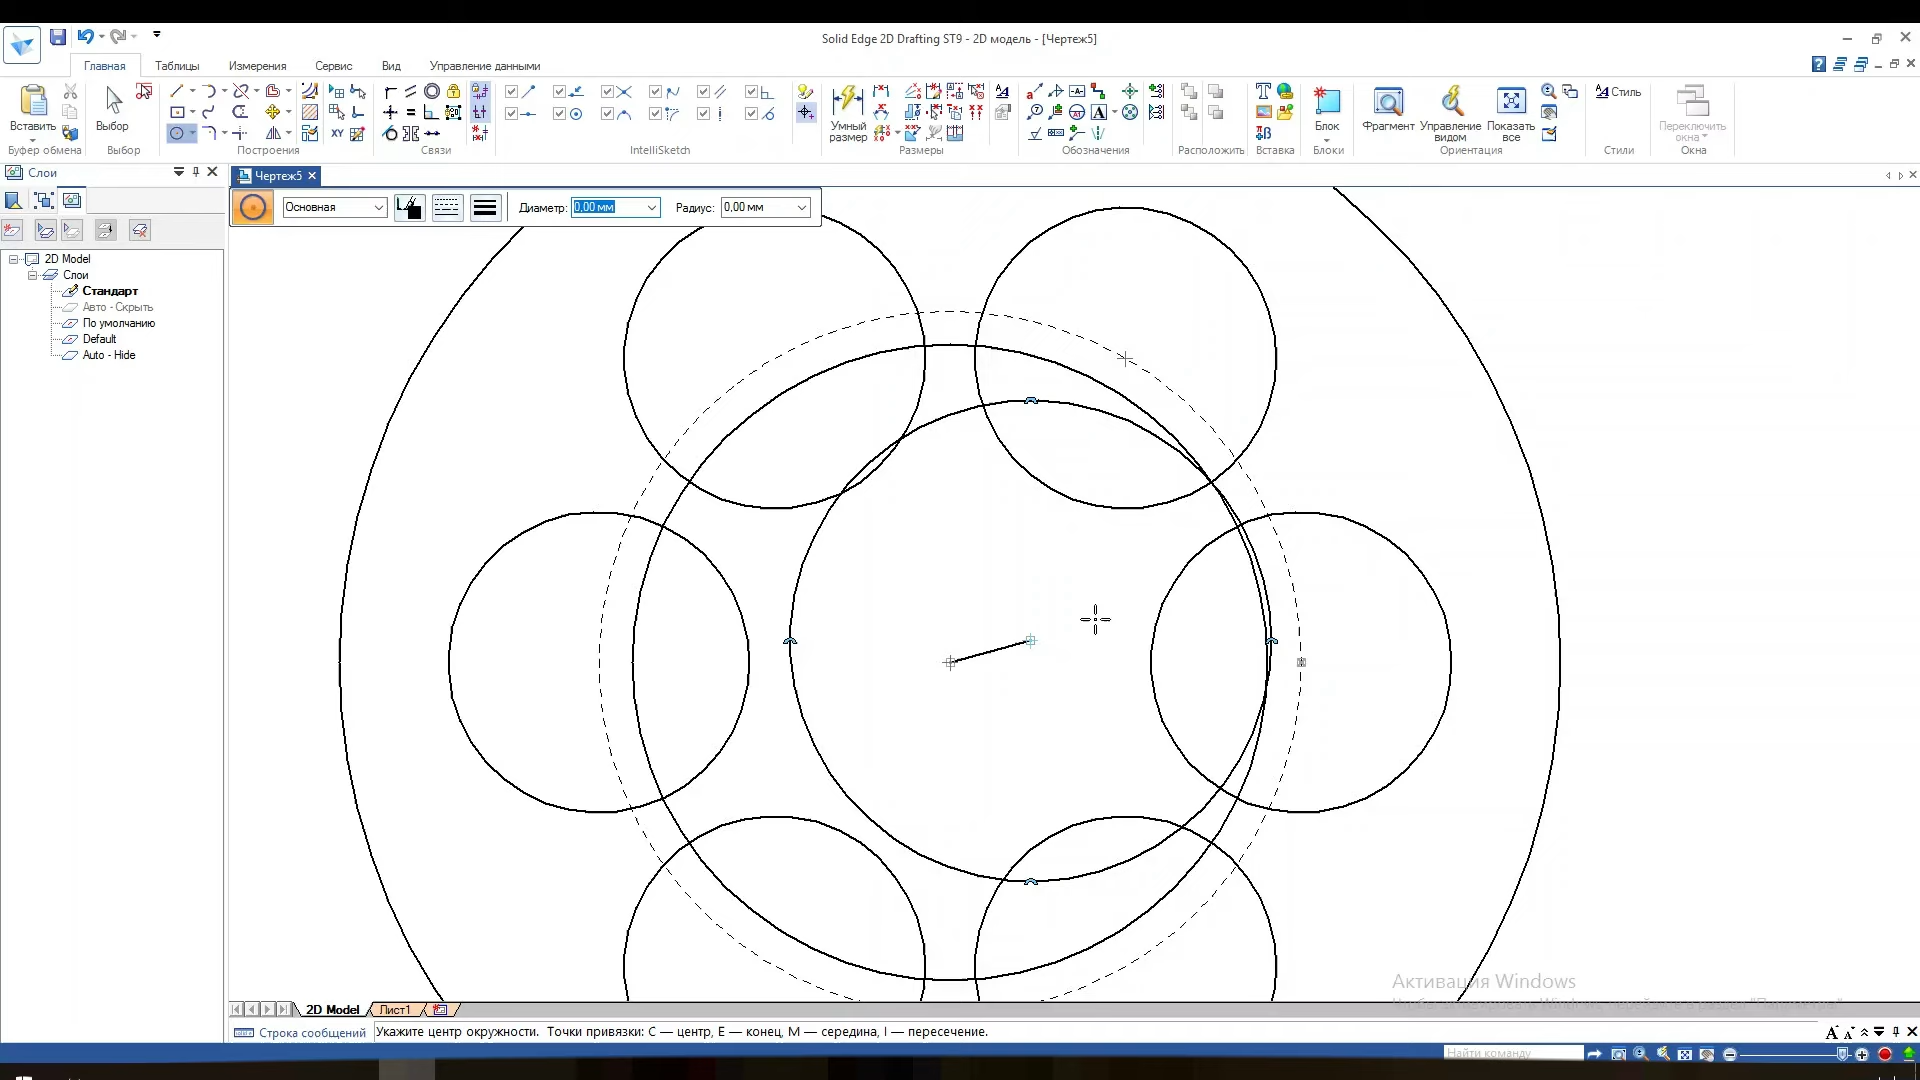 Solid Edge 2D Drafting ST9 - 2D модель - [Чертеж5]
Главная Таблицы Измерения Сервис Вид Управление данными
Вставить
Выбор
Умный размер
Блок
Фрагмент
Управление видом
Показать все
Стиль
Переключить окна
Буфер обмена Выбор Построения Связи IntelliSketch Размеры Обозначения Расположить Вставка Блоки Ориентация Стили Окна
Слои
Чертеж5
Основная Диаметр: 0,00 мм Радиус: 0,00 мм
2D Model
Слои
Стандарт
Авто - Скрыть
По умолчанию
Default
Auto - Hide
Активация Windows
2D Model Лист1
Строка сообщений Укажите центр окружности. Точки привязки: C — центр, E — конец, M — середина, I — пересечение.
Найти команду